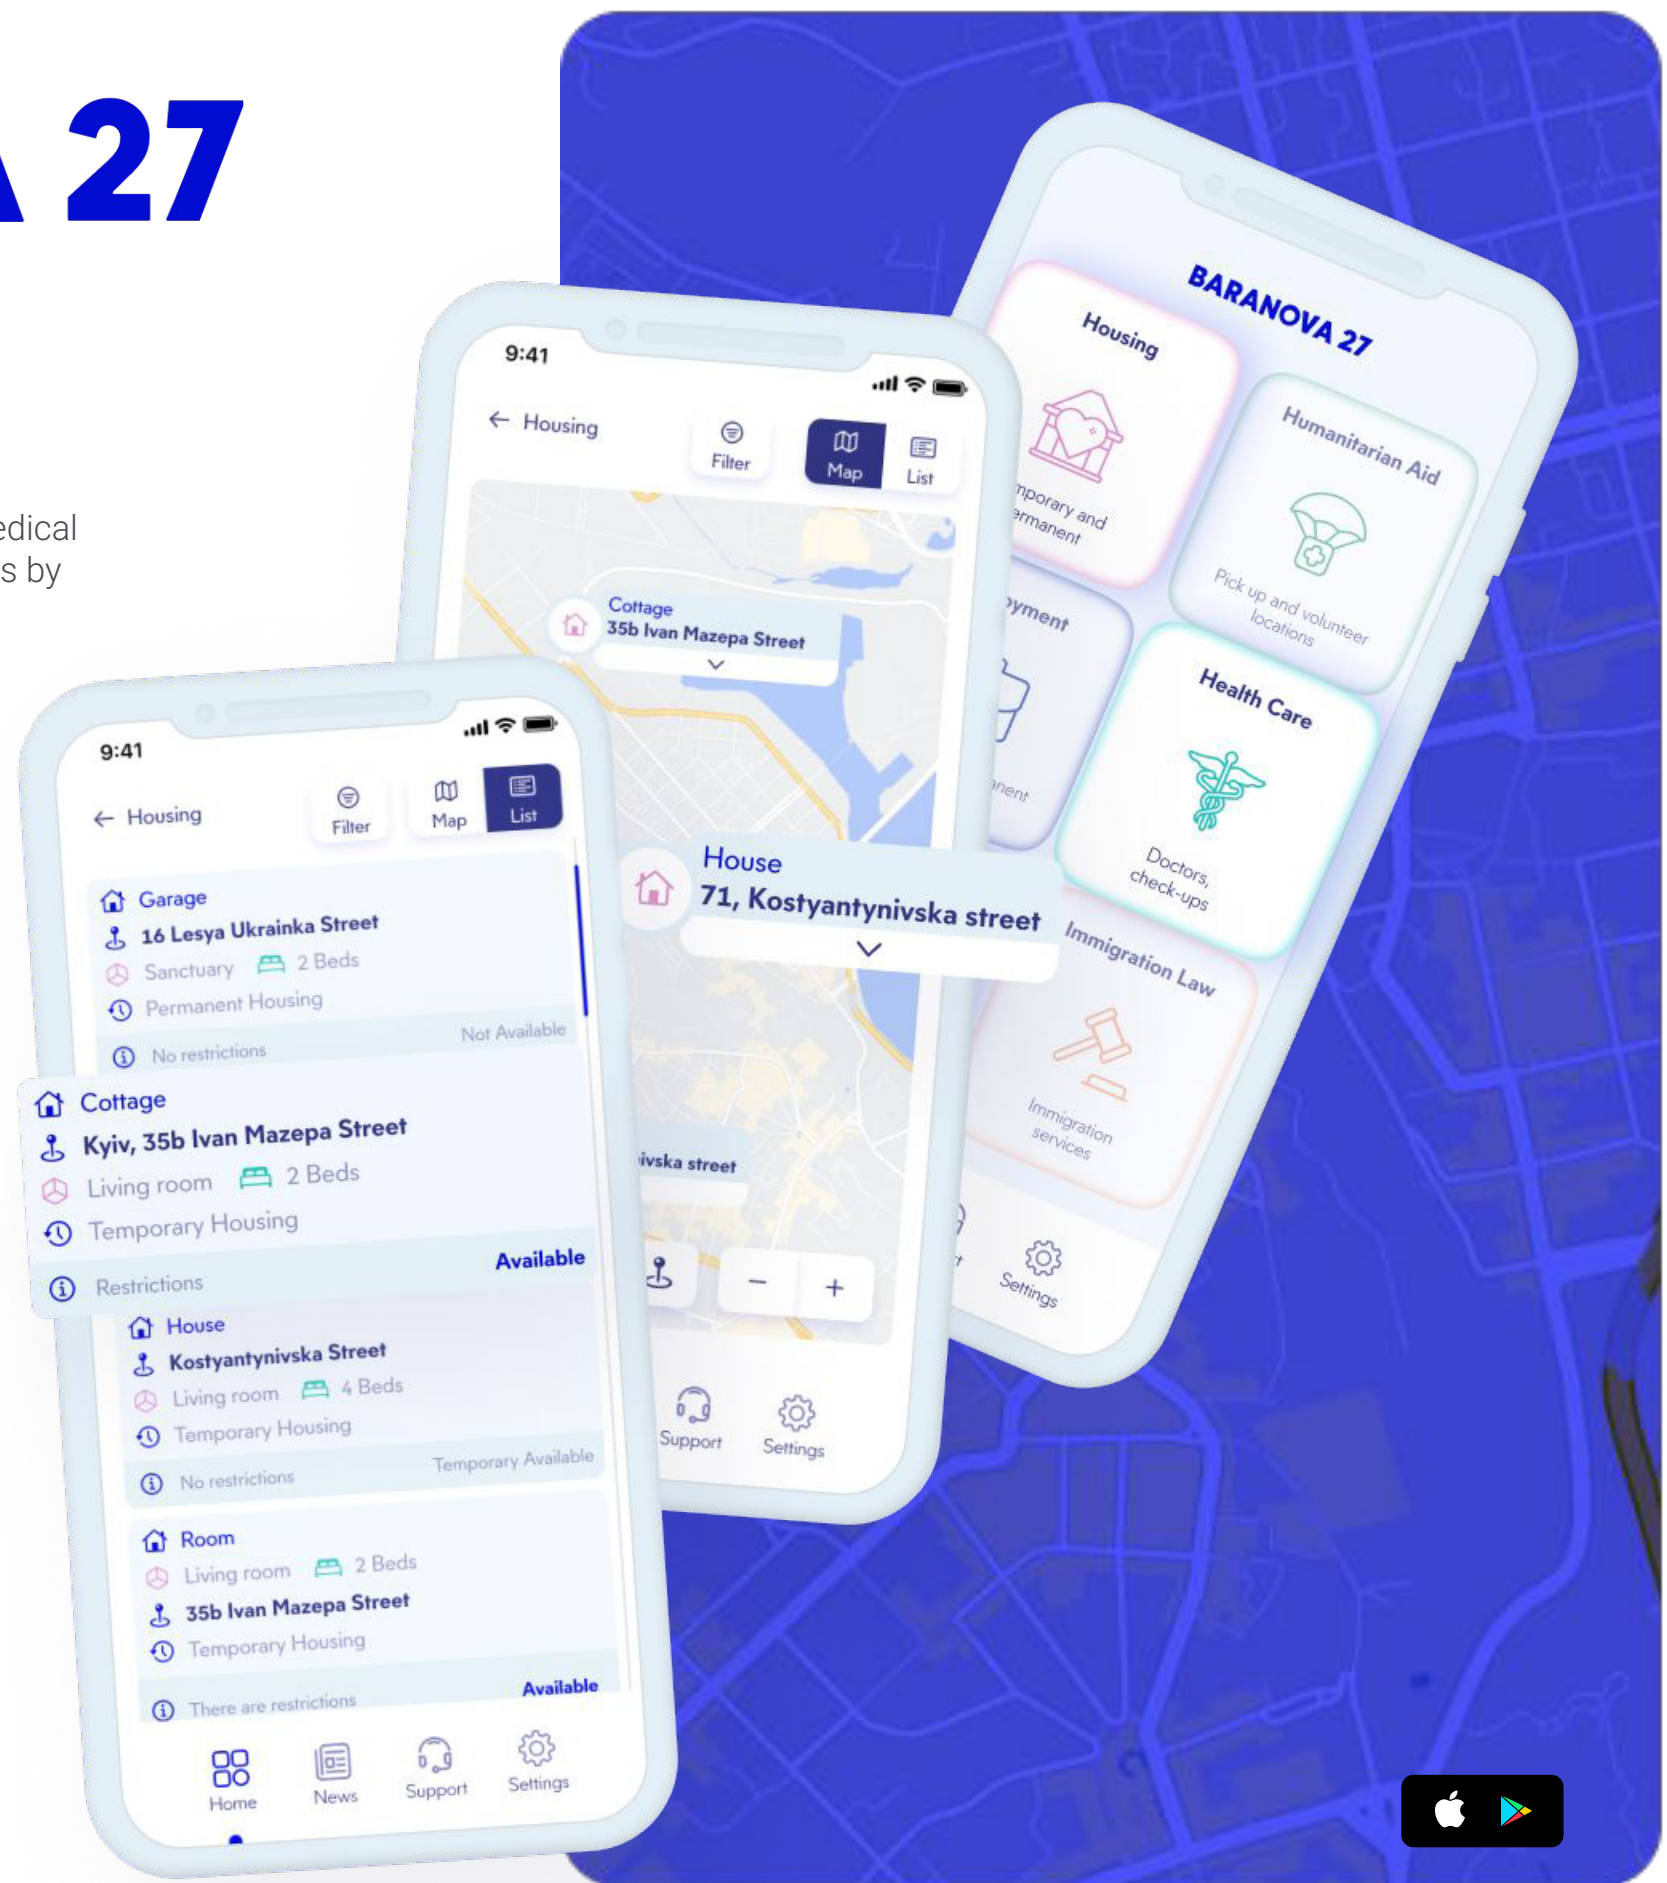 27
by
9:41
← Housing
Filter
Map
List
Garage
16 Lesya Ukrainka Street
Sanctuary 2 Beds
Permanent Housing
No restrictions Not Available
Cottage
Kyiv, 35b Ivan Mazepa Street
Living room 2 Beds
Temporary Housing
Restrictions Available
House
Kostyantynivska Street
Living room 4 Beds
Temporary Housing
No restrictions Temporary Available
Room
Living room 2 Beds
35b Ivan Mazepa Street
Temporary Housing
There are restrictions Available
Home
News
Support
Settings
9:41
← Housing
Filter
Map
List
Cottage
35b Ivan Mazepa Street
House
71, Kostyantynivska street
street
− +
Support
Settings
BARANOVA 27
Housing
and
Humanitarian Aid
Pick up and volunteer
locations
Health Care
Doctors,
check-ups
Immigration Law
Immigration
services
Settings